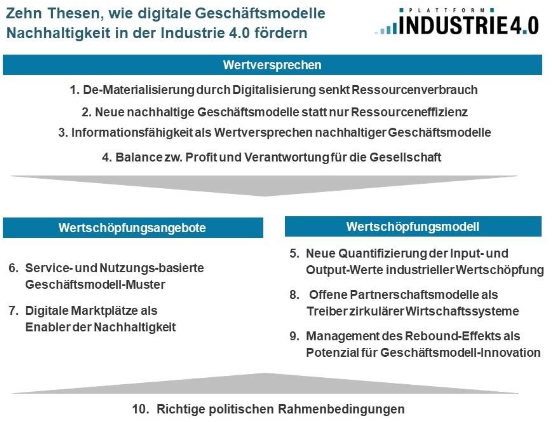 Zehn Thesen, wie digitale Geschäftsmodelle
Nachhaltigkeit in der Industrie 4.0 fördern
PLATTFORM
INDUSTRIE4.0
Wertversprechen
1. De-Materialisierung durch Digitalisierung senkt Ressourcenverbrauch
2. Neue nachhaltige Geschäftsmodelle statt nur Ressourceneffizienz
3. Informationsfähigkeit als Wertversprechen nachhaltiger Geschäftsmodelle
4. Balance zw. Profit und Verantwortung für die Gesellschaft
Wertschöpfungsangebote
6. Service- und Nutzungs-basierte
Geschäftsmodell-Muster
7. Digitale Marktplätze als
Enabler der Nachhaltigkeit
Wertschöpfungsmodell
5. Neue Quantifizierung der Input- und
Output-Werte industrieller Wertschöpfung
8. Offene Partnerschaftsmodelle als
Treiber zirkulärer Wirtschaftssysteme
9. Management des Rebound-Effekts als
Potenzial für Geschäftsmodell-Innovation
10. Richtige politischen Rahmenbedingungen